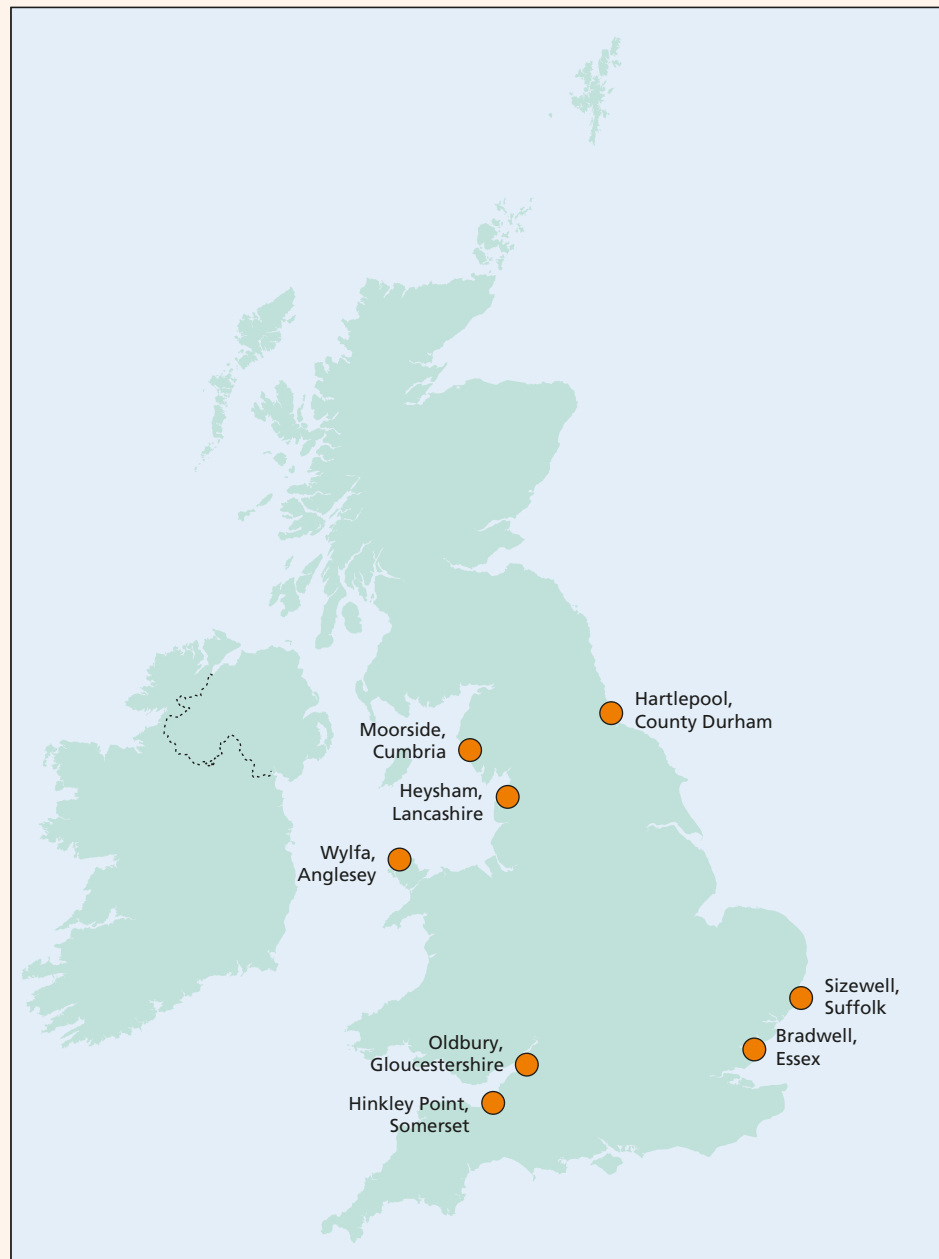 Hartlepool,
County Durham
Moorside,
Cumbria
Heysham,
Lancashire
Wylfa,
Anglesey
Sizewell,
Suffolk
Bradwell,
Essex
Oldbury,
Gloucestershire
Hinkley Point,
Somerset